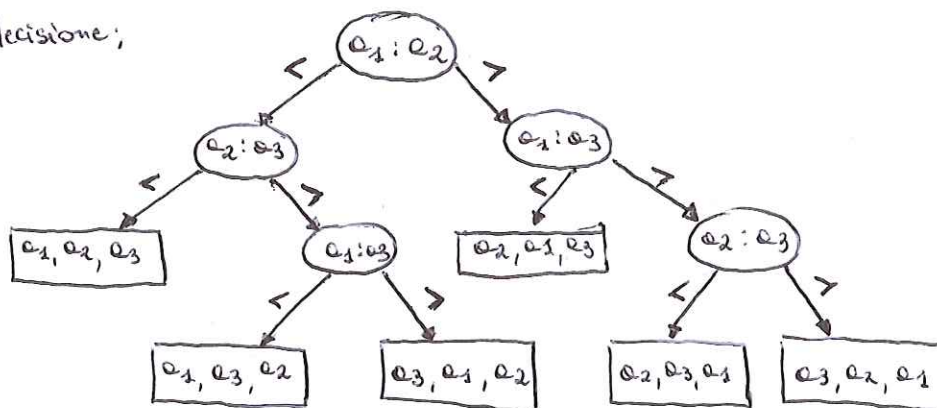 decisione;
a1 : a2
< >
a2 : a3 a1 : a3
< > < >
a1, a2, a3 a1 : a3 a2, a1, a3 a2 : a3
< > < >
a1, a3, a2 a3, a1, a2 a2, a3, a1 a3, a2, a1